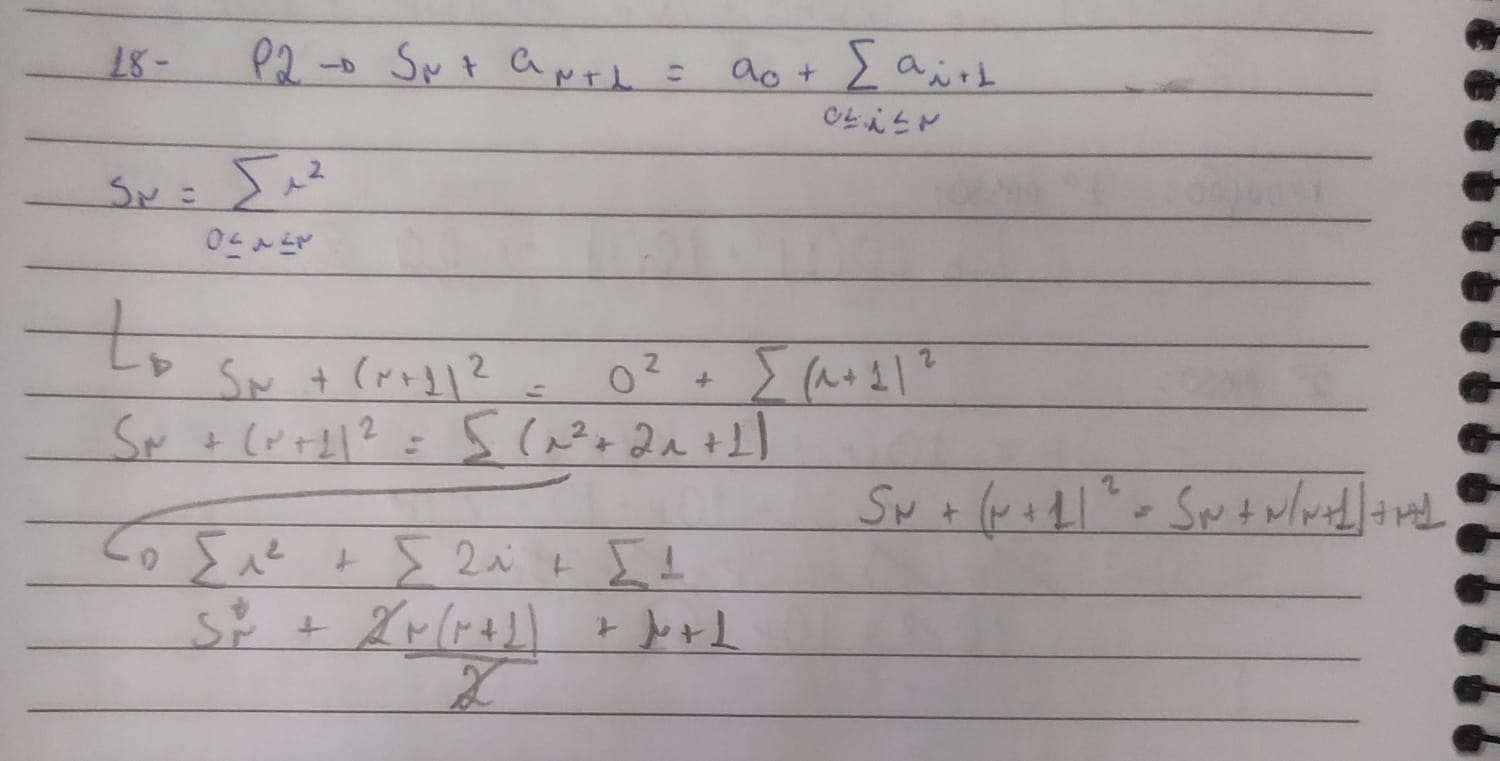 18- P2 → Sn + an+1 = a0 + ∑ ai+1
0≤i≤n
Sn = ∑ i²
0≤i≤n
↳ Sn + (n+1)² = 0² + ∑ (i+1)²
Sn + (n+1)² = ∑ (i² + 2i + 1)
Sn + (n+1)² = Sn + n(n+1) + n+1
↳ ∑ i² + ∑ 2i + ∑ 1
Sn + 2n(n+1) + n+1
2